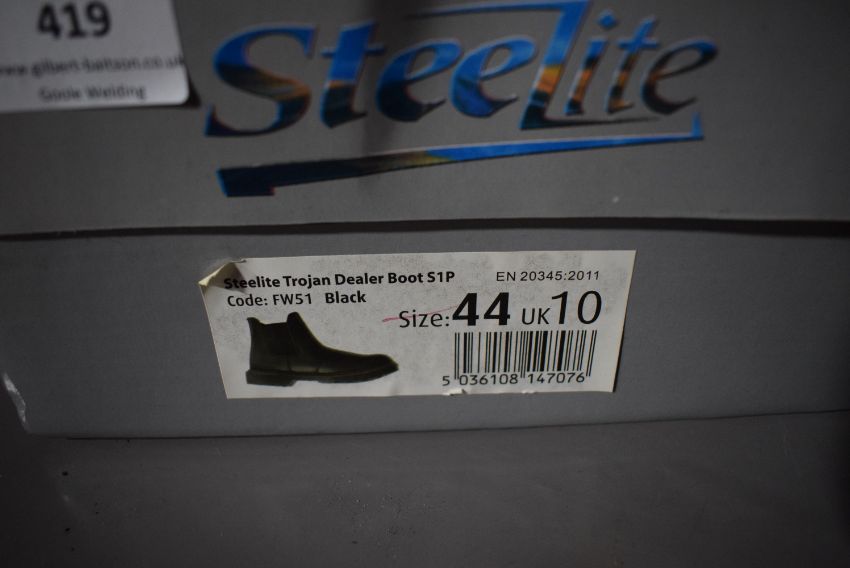 419
www.gilbert-baitson.co.uk
Goole Welding
SteeLite
Steelite Trojan Dealer Boot S1P
EN 20345:2011
Code: FW51 Black
Size: 44 UK 10
5 036108 147076